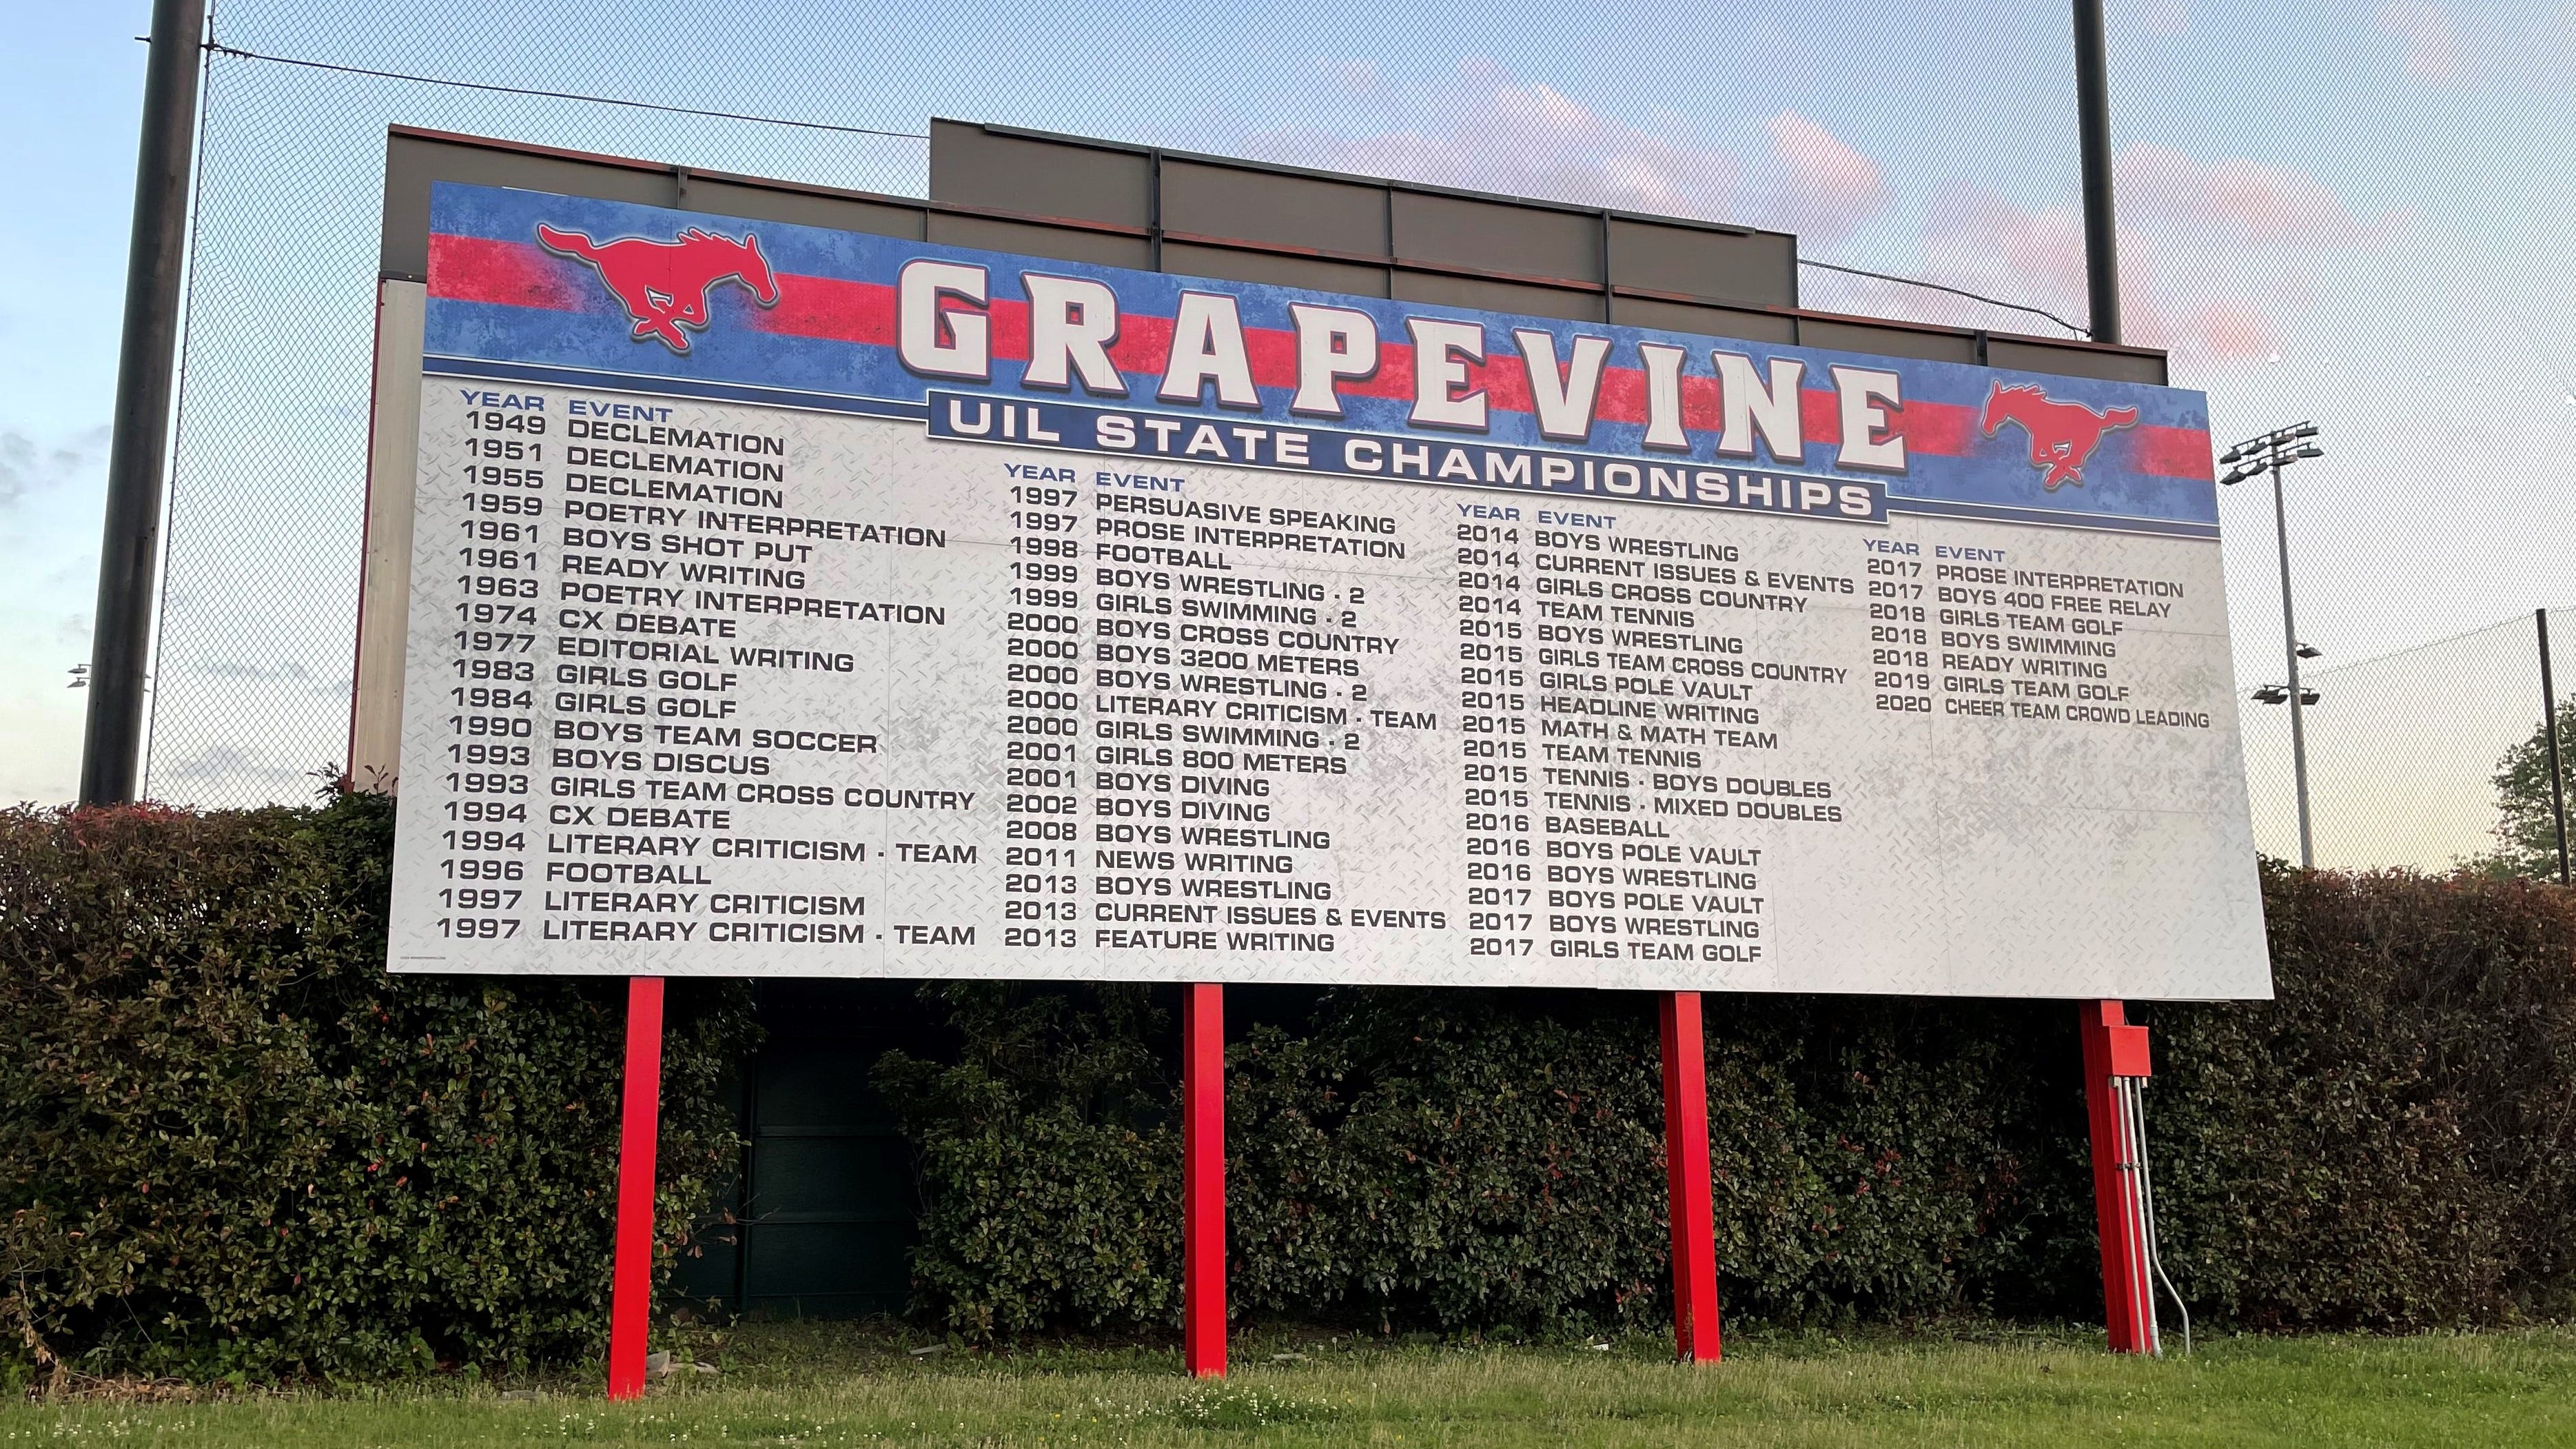 GRAPEVINE
UIL STATE CHAMPIONSHIPS
YEAR EVENT
1949 DECLEMATION
1951 DECLEMATION
1955 DECLEMATION
1959 POETRY INTERPRETATION
1961 BOYS SHOT PUT
1961 READY WRITING
1963 POETRY INTERPRETATION
1974 CX DEBATE
1977 EDITORIAL WRITING
1983 GIRLS GOLF
1984 GIRLS GOLF
1990 BOYS TEAM SOCCER
1993 BOYS DISCUS
1993 GIRLS TEAM CROSS COUNTRY
1994 CX DEBATE
1994 LITERARY CRITICISM - TEAM
1996 FOOTBALL
1997 LITERARY CRITICISM
1997 LITERARY CRITICISM - TEAM
YEAR EVENT
1997 PERSUASIVE SPEAKING
1997 PROSE INTERPRETATION
1998 FOOTBALL
1999 BOYS WRESTLING - 2
1999 GIRLS SWIMMING - 2
2000 BOYS CROSS COUNTRY
2000 BOYS 3200 METERS
2000 BOYS WRESTLING - 2
2000 LITERARY CRITICISM - TEAM
2000 GIRLS SWIMMING - 2
2001 GIRLS 800 METERS
2001 BOYS DIVING
2002 BOYS DIVING
2008 BOYS WRESTLING
2011 NEWS WRITING
2013 BOYS WRESTLING
2013 CURRENT ISSUES & EVENTS
2013 FEATURE WRITING
YEAR EVENT
2014 BOYS WRESTLING
2014 CURRENT ISSUES & EVENTS
2014 GIRLS CROSS COUNTRY
2014 TEAM TENNIS
2015 BOYS WRESTLING
2015 GIRLS TEAM CROSS COUNTRY
2015 GIRLS POLE VAULT
2015 HEADLINE WRITING
2015 MATH & MATH TEAM
2015 TEAM TENNIS
2015 TENNIS - BOYS DOUBLES
2015 TENNIS - MIXED DOUBLES
2016 BASEBALL
2016 BOYS POLE VAULT
2016 BOYS WRESTLING
2017 BOYS POLE VAULT
2017 BOYS WRESTLING
2017 GIRLS TEAM GOLF
YEAR EVENT
2017 PROSE INTERPRETATION
2017 BOYS 400 FREE RELAY
2018 GIRLS TEAM GOLF
2018 BOYS SWIMMING
2018 READY WRITING
2019 GIRLS TEAM GOLF
2020 CHEER TEAM CROWD LEADING